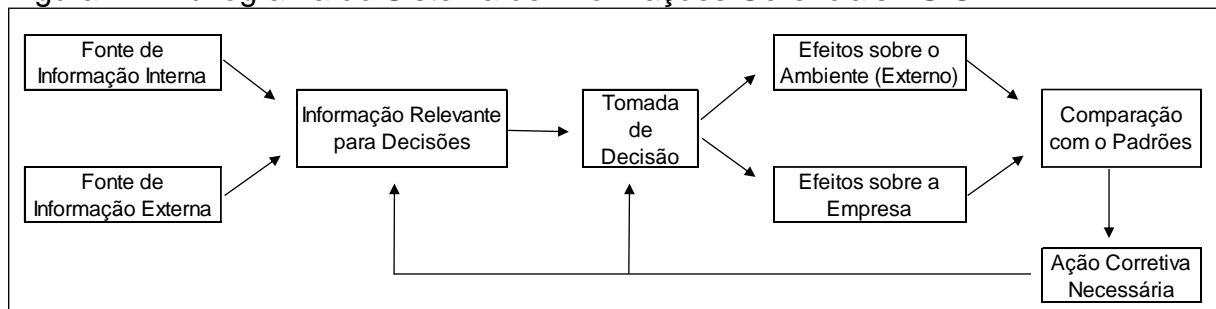 Fonte de
Informação Interna
Fonte de
Informação Externa
Informação Relevante
para Decisões
Tomada
de
Decisão
Efeitos sobre o
Ambiente (Externo)
Efeitos sobre a
Empresa
Comparação
com o Padrões
Ação Corretiva
Necessária